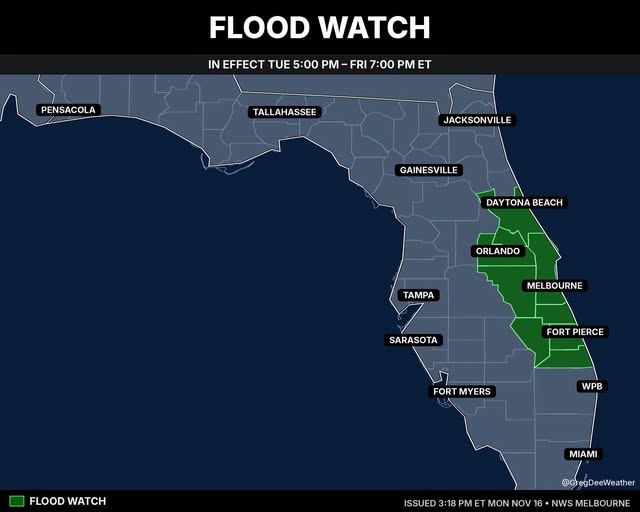 FLOOD WATCH
IN EFFECT TUE 5:00 PM – FRI 7:00 PM ET
PENSACOLA
TALLAHASSEE
JACKSONVILLE
GAINESVILLE
DAYTONA BEACH
ORLANDO
MELBOURNE
TAMPA
FORT PIERCE
SARASOTA
WPB
FORT MYERS
MIAMI
@GregDeeWeather
FLOOD WATCH
ISSUED 3:18 PM ET MON NOV 16 • NWS MELBOURNE